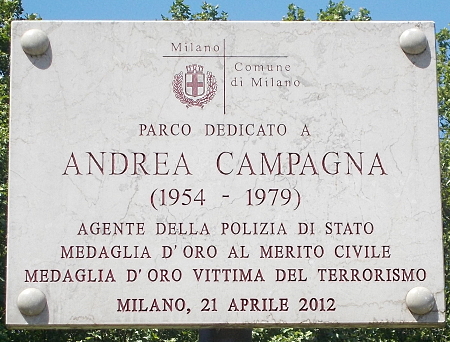 Milano
Comune
di Milano
PARCO DEDICATO A
ANDREA CAMPAGNA
(1954 - 1979)
AGENTE DELLA POLIZIA DI STATO
MEDAGLIA D'ORO AL MERITO CIVILE
MEDAGLIA D'ORO VITTIMA DEL TERRORISMO
MILANO, 21 APRILE 2012